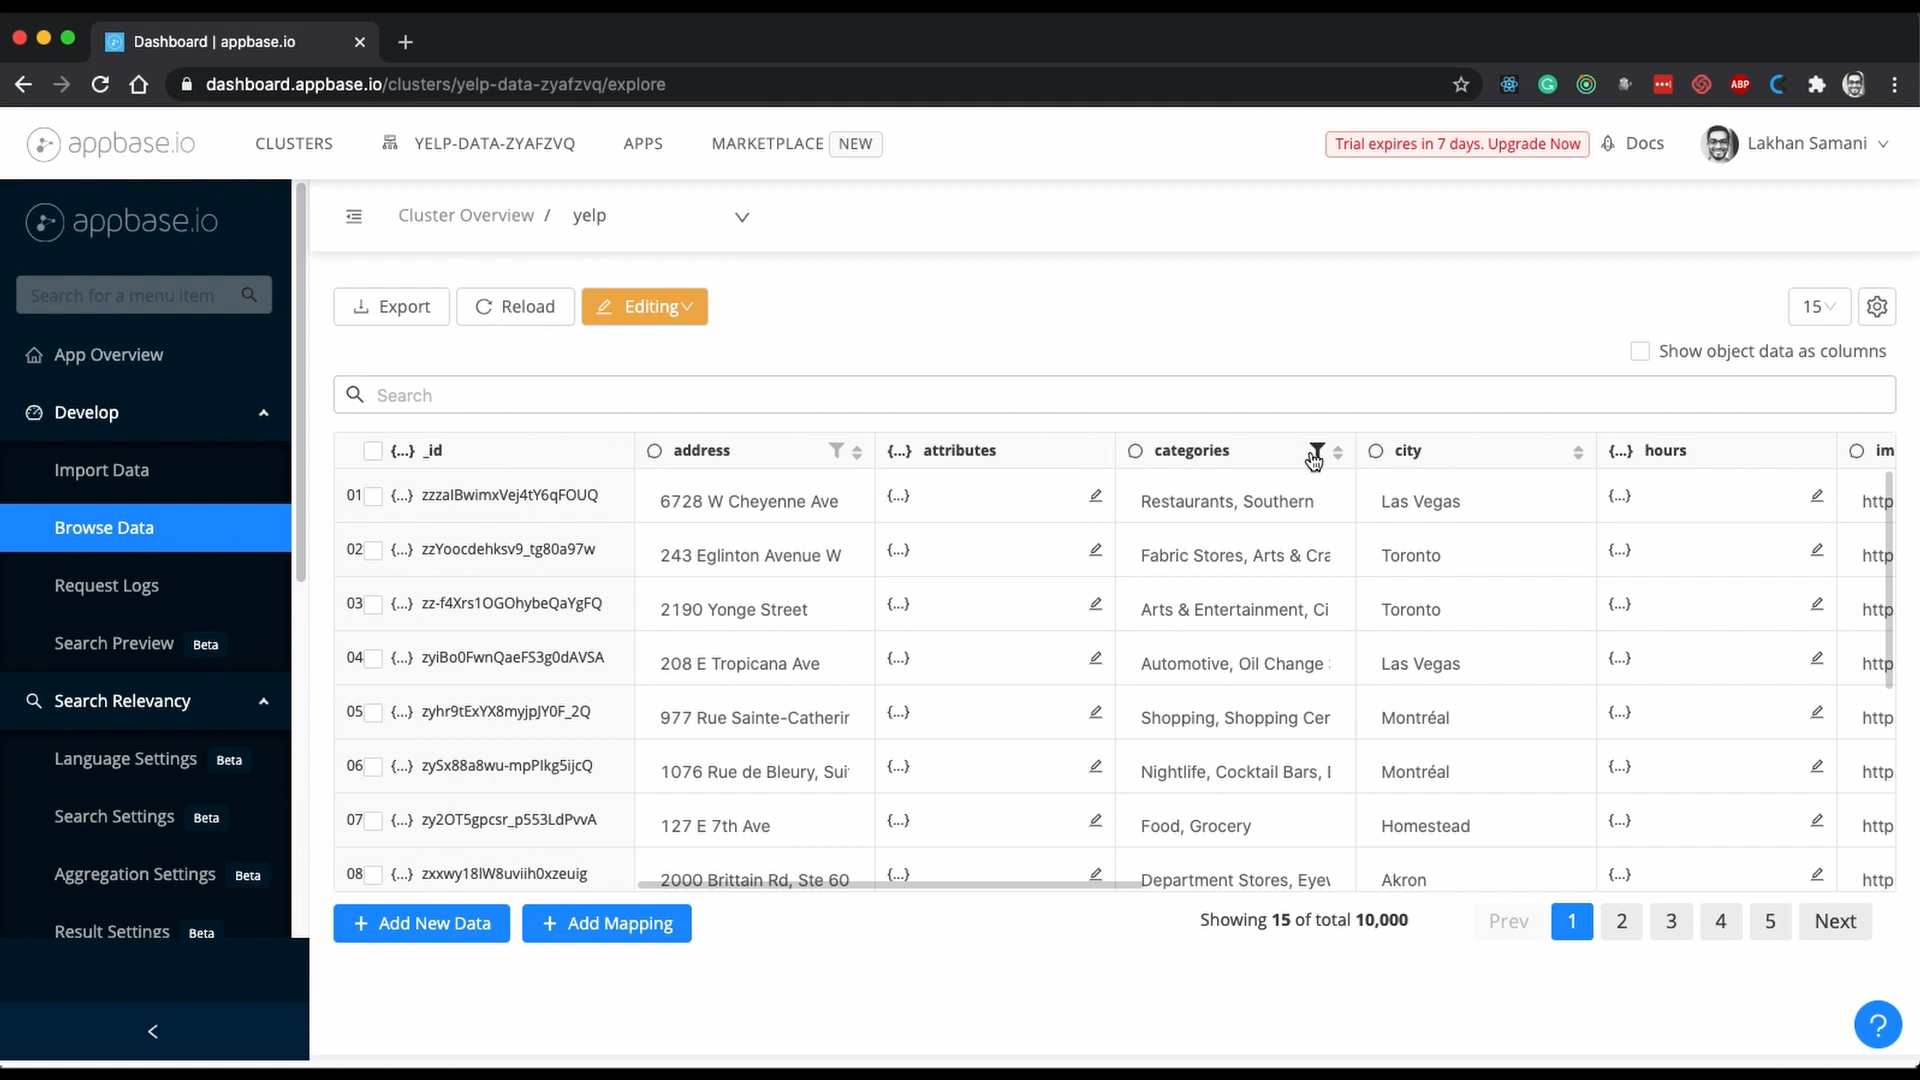 Dashboard | appbase.io
dashboard.appbase.io/clusters/yelp-data-zyafzvq/explore
ABP
appbase.io
CLUSTERS
YELP-DATA-ZYAFZVQ
APPS
MARKETPLACE NEW
Trial expires in 7 days. Upgrade Now
Docs
Lakhan Samani
appbase.io
Search for a menu item
App Overview
Develop
Import Data
Browse Data
Request Logs
Search Preview Beta
Search Relevancy
Language Settings Beta
Search Settings Beta
Aggregation Settings Beta
Result Settings Beta
Cluster Overview / yelp
Export
Reload
Editing
15
Show object data as columns
Search
{...} _id address {...} attributes categories city {...} hours im
01 {...} zzzaIBwimxVej4tY6qFOUQ 6728 W Cheyenne Ave {...} Restaurants, Southern Las Vegas {...} http
02 {...} zzYoocdehksv9_tg80a97w 243 Eglinton Avenue W {...} Fabric Stores, Arts & Cra Toronto {...} http
03 {...} zz-f4Xrs1OGOhybeQaYgFQ 2190 Yonge Street {...} Arts & Entertainment, Ci Toronto {...} http
04 {...} zyiBo0FwnQaeFS3g0dAVSA 208 E Tropicana Ave {...} Automotive, Oil Change Las Vegas {...} http
05 {...} zyhr9tExYX8myjpJY0F_2Q 977 Rue Sainte-Catherir {...} Shopping, Shopping Cer Montréal {...} http
06 {...} zySx88a8wu-mpPIkg5ijcQ 1076 Rue de Bleury, Sui {...} Nightlife, Cocktail Bars, Montréal {...} http
07 {...} zy2OT5gpcsr_p553LdPvvA 127 E 7th Ave {...} Food, Grocery Homestead {...} http
08 {...} zxxwy18lW8uviih0xzeuig 2000 Brittain Rd, Ste 60 {...} Department Stores, Eyew Akron {...} http
+ Add New Data
+ Add Mapping
Showing 15 of total 10,000
Prev 1 2 3 4 5 Next
?